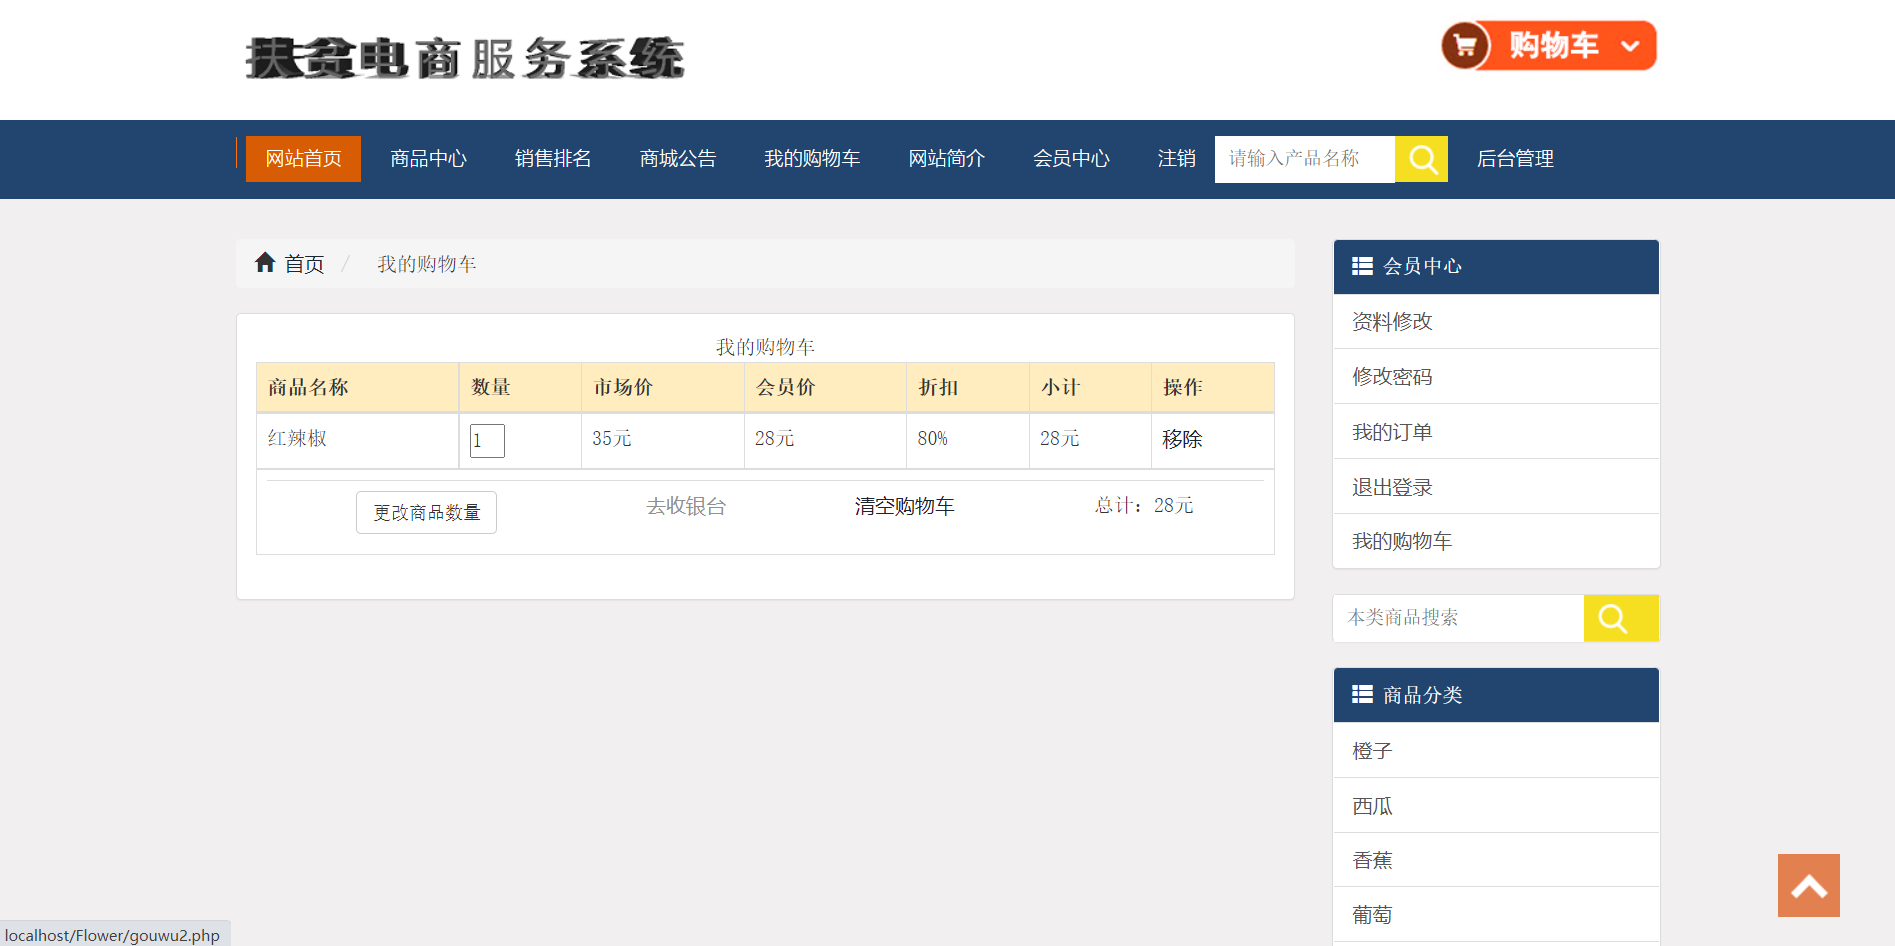 扶贫电商服务系统
购物车
网站首页 商品中心 销售排名 商城公告 我的购物车 网站简介 会员中心 注销 请输入产品名称 后台管理
首页 / 我的购物车
我的购物车
商品名称 数量 市场价 会员价 折扣 小计 操作
红辣椒 1 35元 28元 80% 28元 移除
更改商品数量 去收银台 清空购物车 总计：28元
会员中心
资料修改
修改密码
我的订单
退出登录
我的购物车
本类商品搜索
商品分类
橙子
西瓜
香蕉
葡萄
localhost/Flower/gouwu2.php